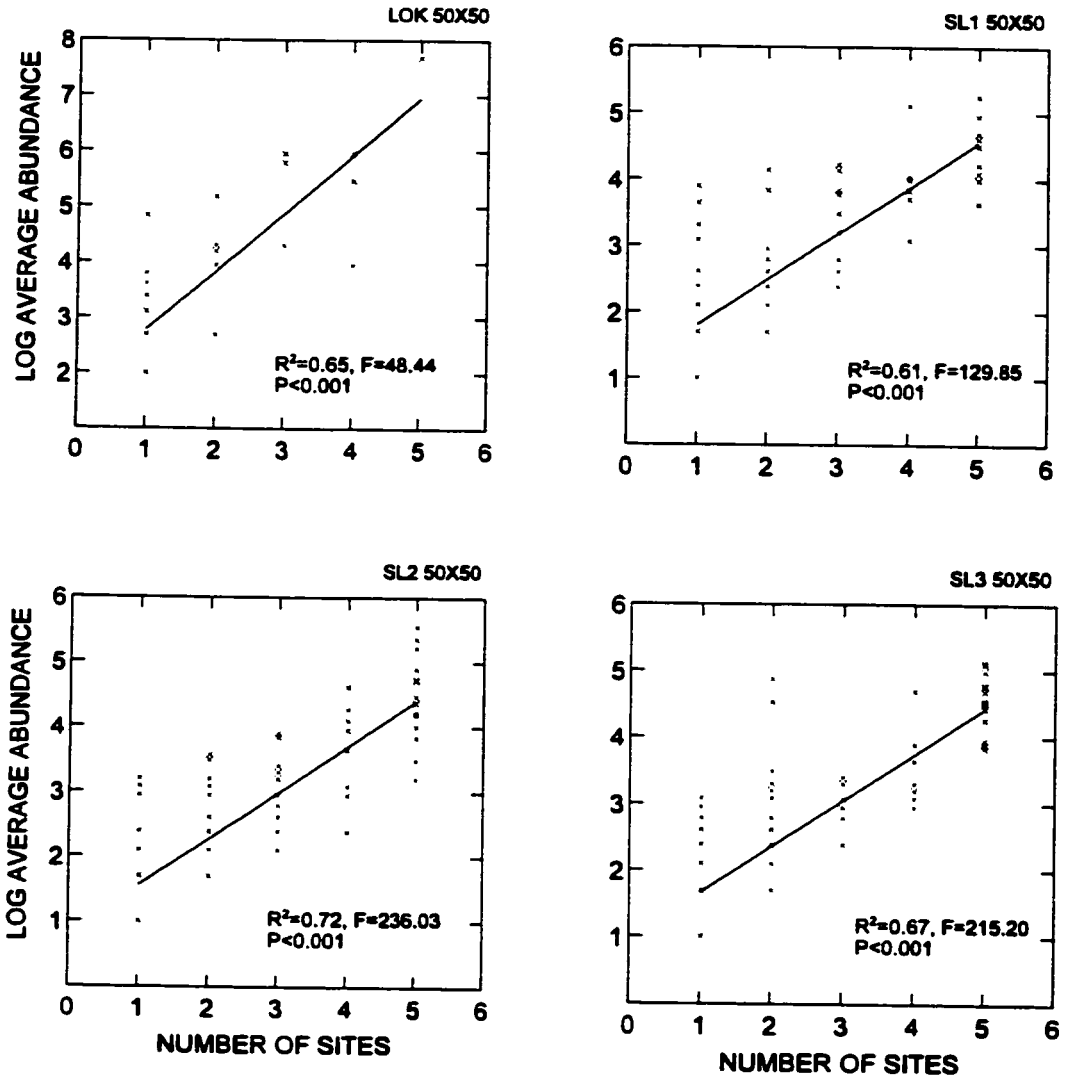 LOK 50X50
LOG AVERAGE ABUNDANCE
8
7
6
5
4
3
2
0 1 2 3 4 5 6
R²=0.65, F=48.44
P<0.001
SL1 50X50
6
5
4
3
2
1
0 1 2 3 4 5 6
R²=0.61, F=129.85
P<0.001
SL2 50X50
LOG AVERAGE ABUNDANCE
6
5
4
3
2
1
0 1 2 3 4 5 6
R²=0.72, F=236.03
P<0.001
NUMBER OF SITES
SL3 50X50
6
5
4
3
2
1
0 1 2 3 4 5 6
R²=0.67, F=215.20
P<0.001
NUMBER OF SITES